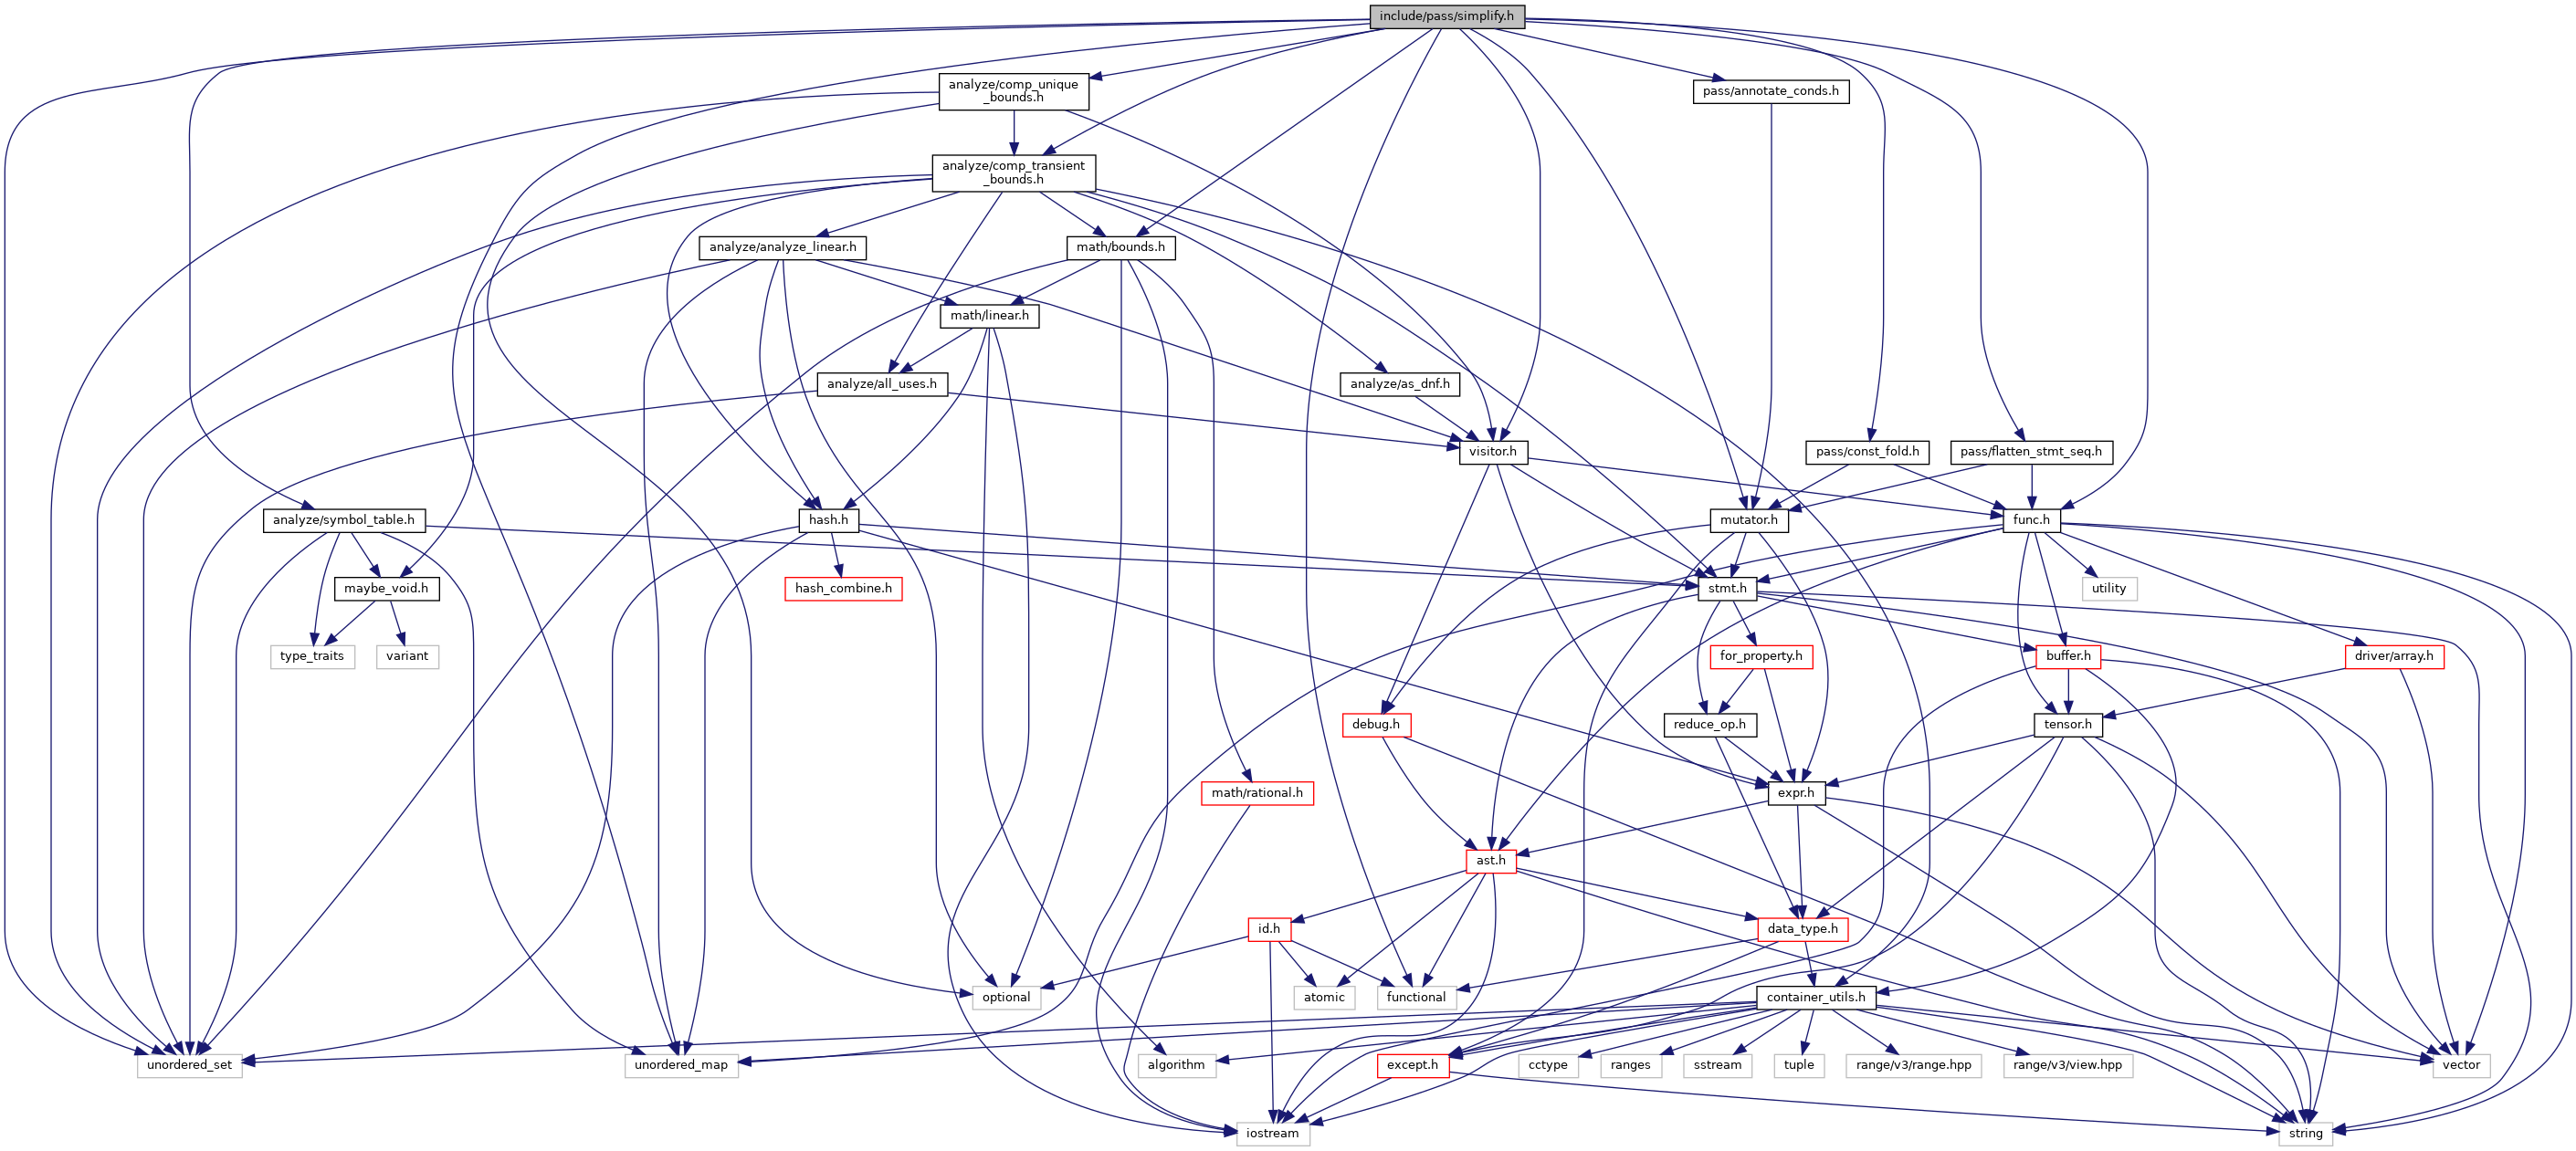 include/pass/simplify.h
analyze/comp_unique
_bounds.h
pass/annotate_conds.h
analyze/comp_transient
_bounds.h
analyze/analyze_linear.h
math/bounds.h
math/linear.h
analyze/all_uses.h
analyze/as_dnf.h
visitor.h
pass/const_fold.h
pass/flatten_stmt_seq.h
analyze/symbol_table.h
hash.h
mutator.h
func.h
maybe_void.h
hash_combine.h
stmt.h
utility
type_traits
variant
for_property.h
buffer.h
driver/array.h
debug.h
reduce_op.h
tensor.h
math/rational.h
expr.h
ast.h
id.h
data_type.h
optional
atomic
functional
container_utils.h
unordered_set
unordered_map
algorithm
except.h
cctype
ranges
sstream
tuple
range/v3/range.hpp
range/v3/view.hpp
vector
iostream
string